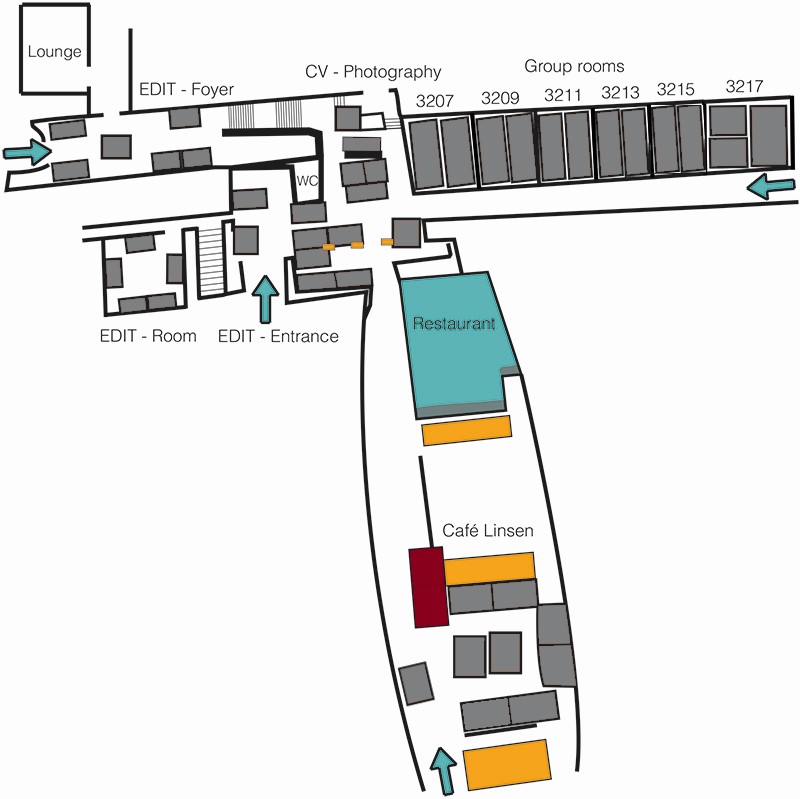 Lounge
EDIT - Foyer
CV - Photography
Group rooms
3207
3209
3211
3213
3215
3217
WC
EDIT - Room
EDIT - Entrance
Restaurant
Café Linsen